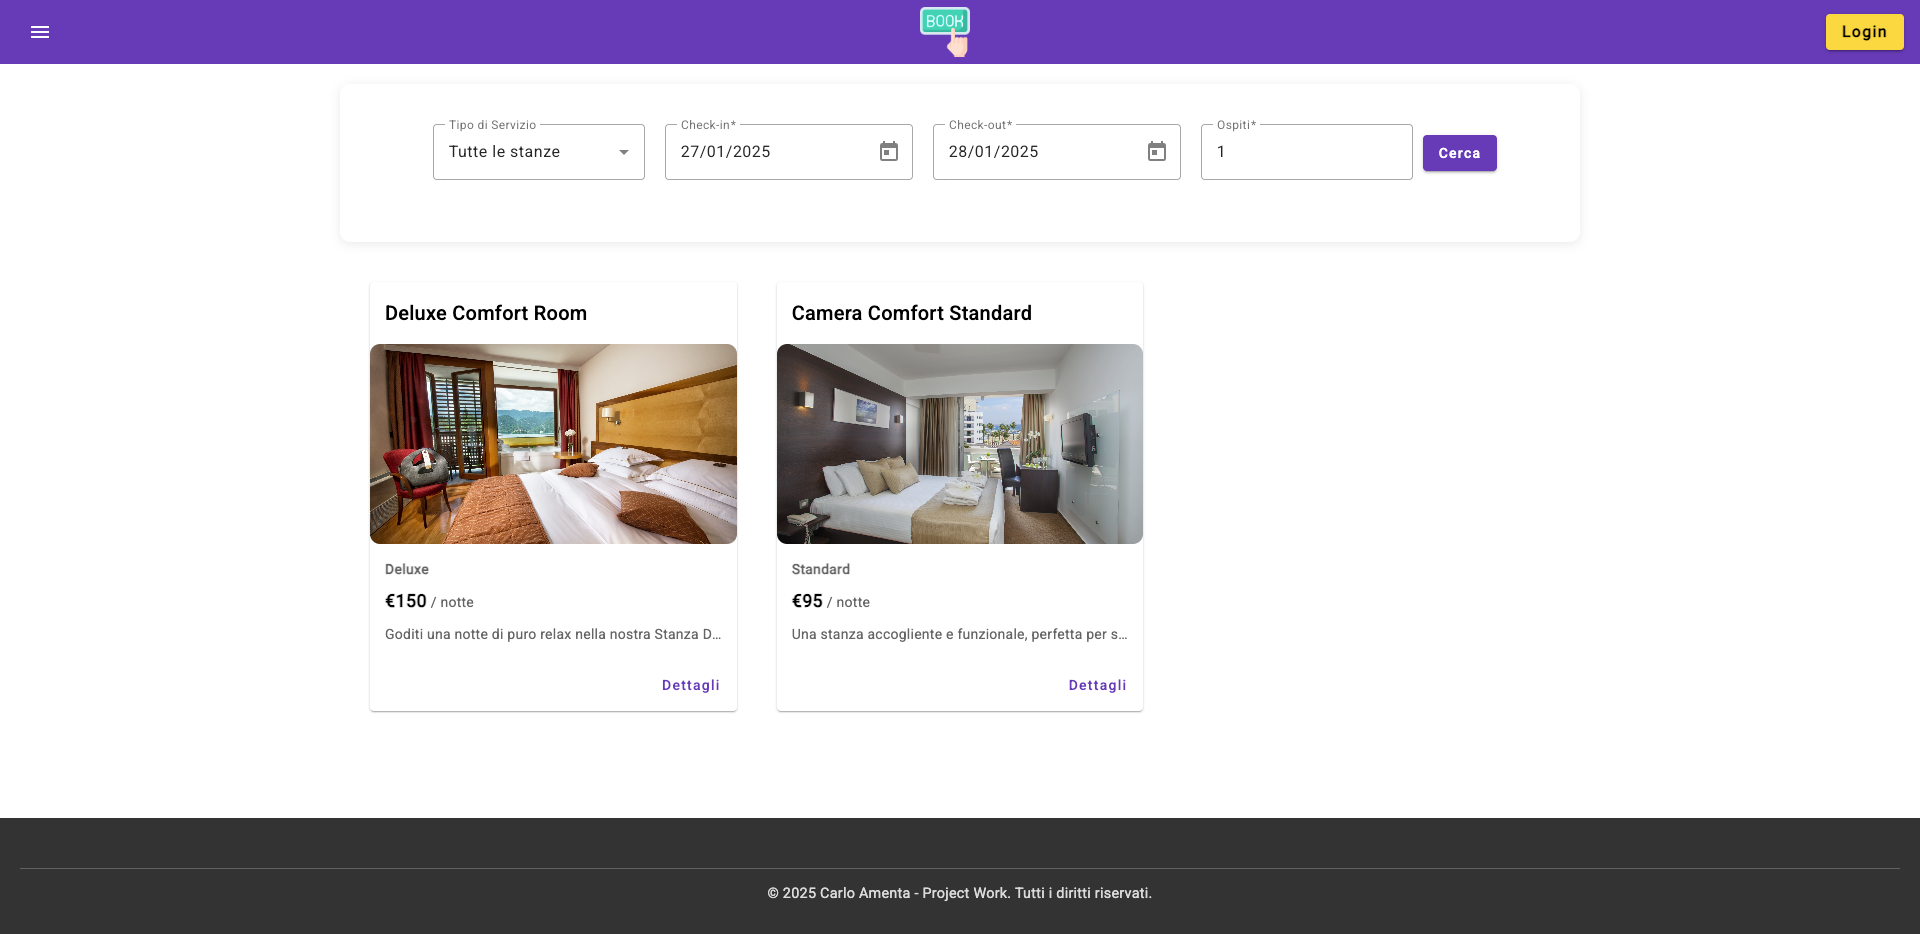 BOOK
Login
Tipo di Servizio
Tutte le stanze
Check-in*
27/01/2025
Check-out*
28/01/2025
Ospiti*
1
Cerca
Deluxe Comfort Room
Deluxe
€150 / notte
Goditi una notte di puro relax nella nostra Stanza D...
Dettagli
Camera Comfort Standard
Standard
€95 / notte
Una stanza accogliente e funzionale, perfetta per s...
Dettagli
© 2025 Carlo Amenta - Project Work. Tutti i diritti riservati.